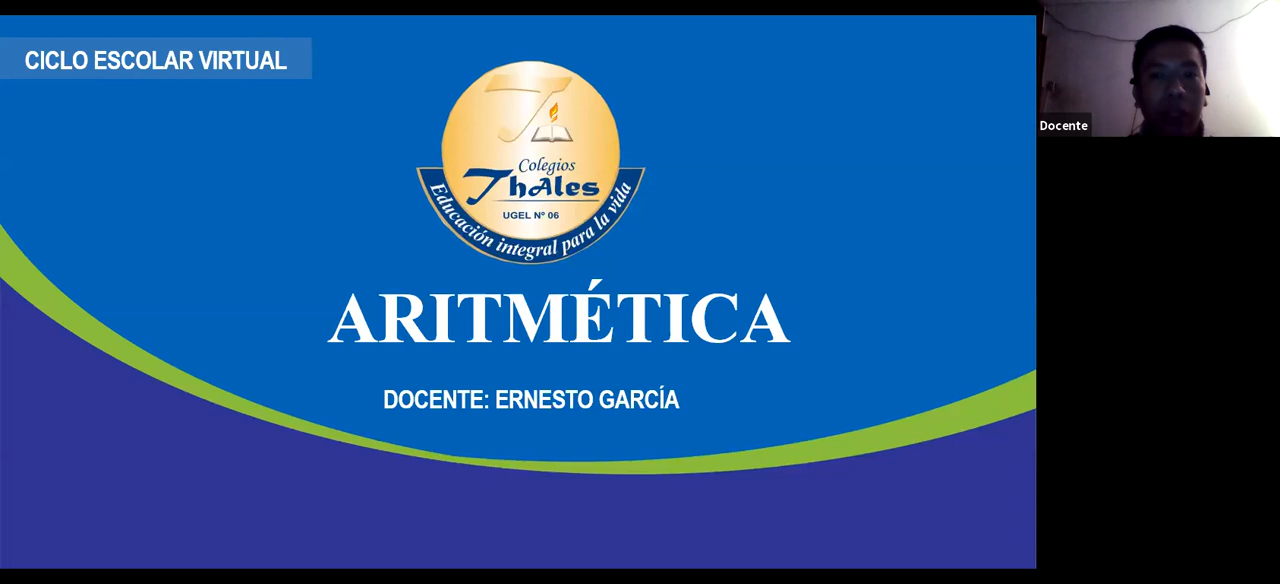 CICLO ESCOLAR VIRTUAL
Colegios
Thales
UGEL Nº 06
Educación integral para la vida
ARITMÉTICA
DOCENTE: ERNESTO GARCÍA
Docente